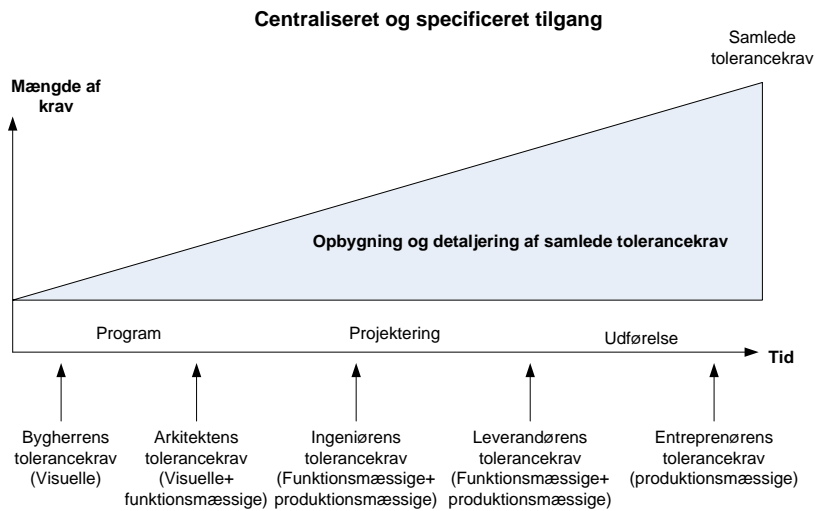 Centraliseret og specificeret tilgang
Samlede
tolerancekrav
Mængde af
krav
Opbygning og detaljering af samlede tolerancekrav
Program
Projektering
Udførelse
Tid
Bygherrens
tolerancekrav
(Visuelle)
Arkitektens
tolerancekrav
(Visuelle+
funktionsmæssige)
Ingeniørens
tolerancekrav
(Funktionsmæssige+
produktionsmæssige)
Leverandørens
tolerancekrav
(Funktionsmæssige+
produktionsmæssige)
Entreprenørens
tolerancekrav
(produktionsmæssige)